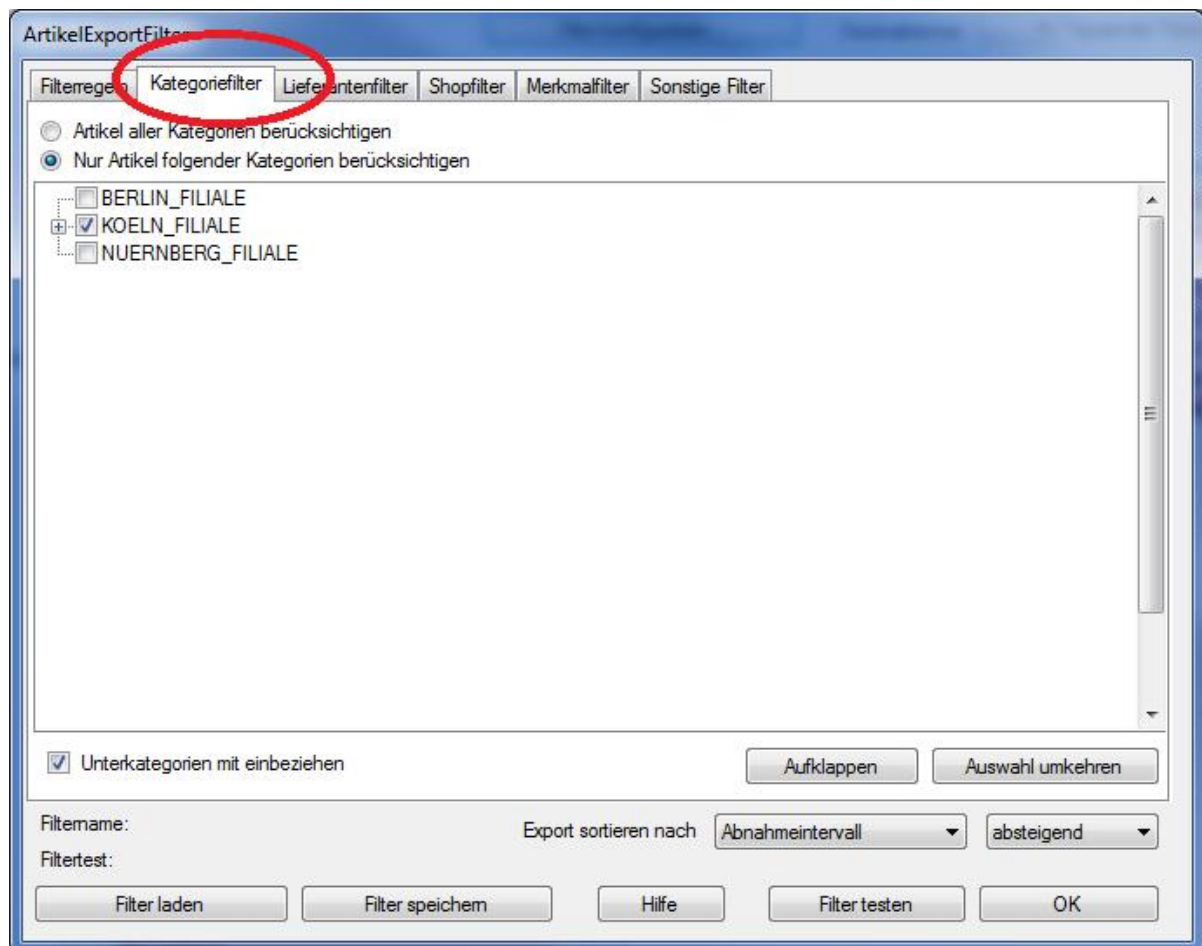 ArtikelExportFilter
Filterregeln Kategoriefilter Lieferantenfilter Shopfilter Merkmalfilter Sonstige Filter
Artikel aller Kategorien berücksichtigen
Nur Artikel folgender Kategorien berücksichtigen
BERLIN_FILIALE
KOELN_FILIALE
NUERNBERG_FILIALE
Unterkategorien mit einbeziehen Aufklappen Auswahl umkehren
Filtername: Export sortieren nach Abnahmeintervall absteigend
Filtertest:
Filter laden Filter speichern Hilfe Filter testen OK